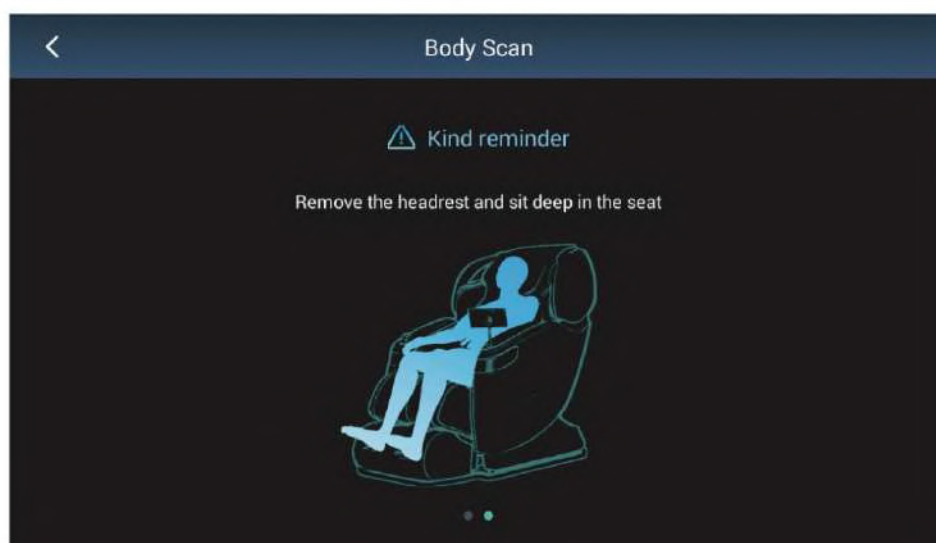 Body Scan
Kind reminder
Remove the headrest and sit deep in the seat